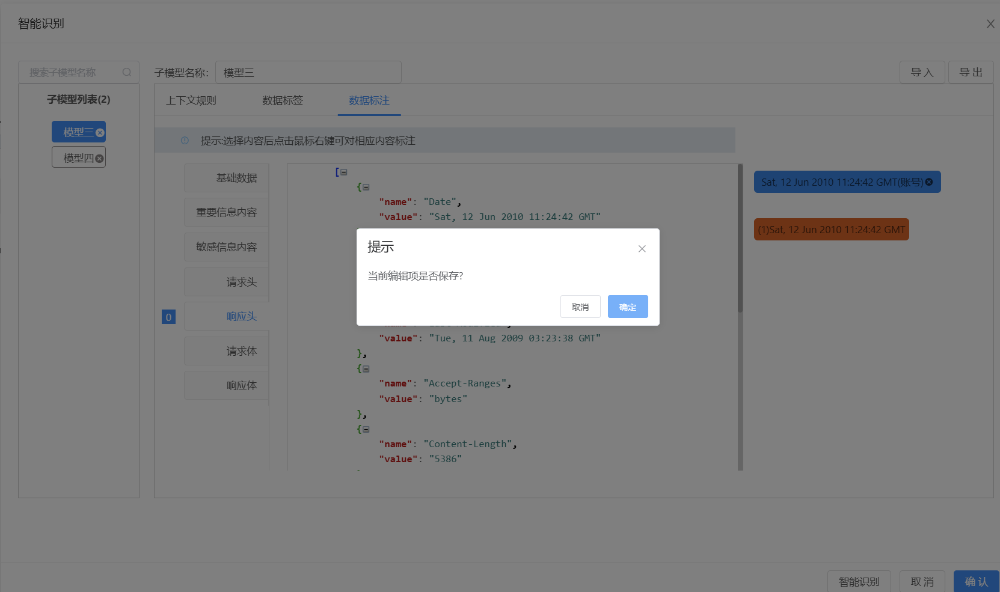 智能识别
搜索子模型名称
子模型名称:
模型三
导 入
导 出
子模型列表(2)
模型三
模型四
上下文规则
数据标签
数据标注
提示:选择内容后点击鼠标右键可对相应内容标注
基础数据
重要信息内容
敏感信息内容
请求头
0
响应头
请求体
响应体
[
{
"name": "Date",
"value": "Sat, 12 Jun 2010 11:24:42 GMT"
"value": "Tue, 11 Aug 2009 03:23:38 GMT"
},
{
"name": "Accept-Ranges",
"value": "bytes"
},
{
"name": "Content-Length",
"value": "5386"
Sat, 12 Jun 2010 11:24:42 GMT(账号)
(1)Sat, 12 Jun 2010 11:24:42 GMT
提示
当前编辑项是否保存?
取消
确定
智能识别
取 消
确 认